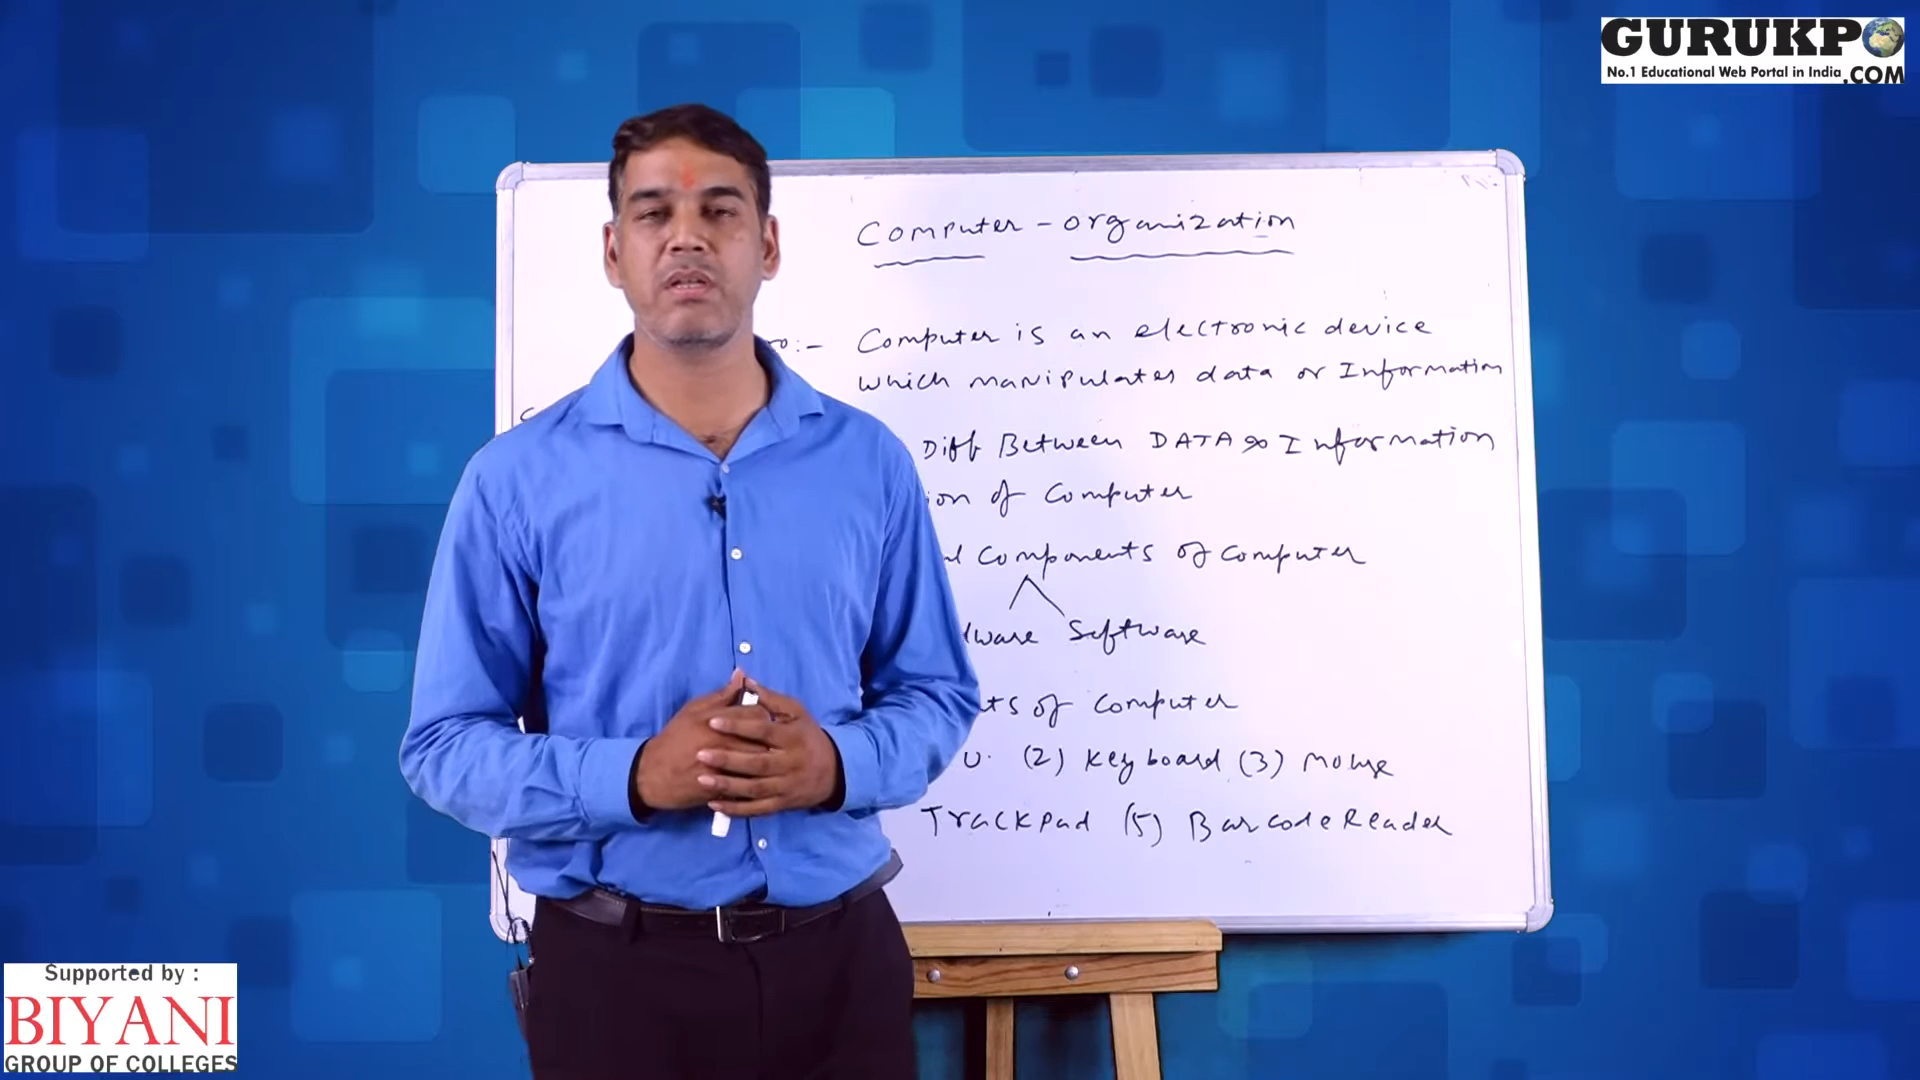 GURUKPO
No.1 Educational Web Portal in India .COM
Computer - organization
Computer is an electronic device
which manipulates data or Information
Diff Between DATA & Information
of Computer
Components of Computer
Software
of Computer
(2) Keyboard (3) Mouse
Trackpad (5) BarcodeReader
Supported by :
BIYANI
GROUP OF COLLEGES